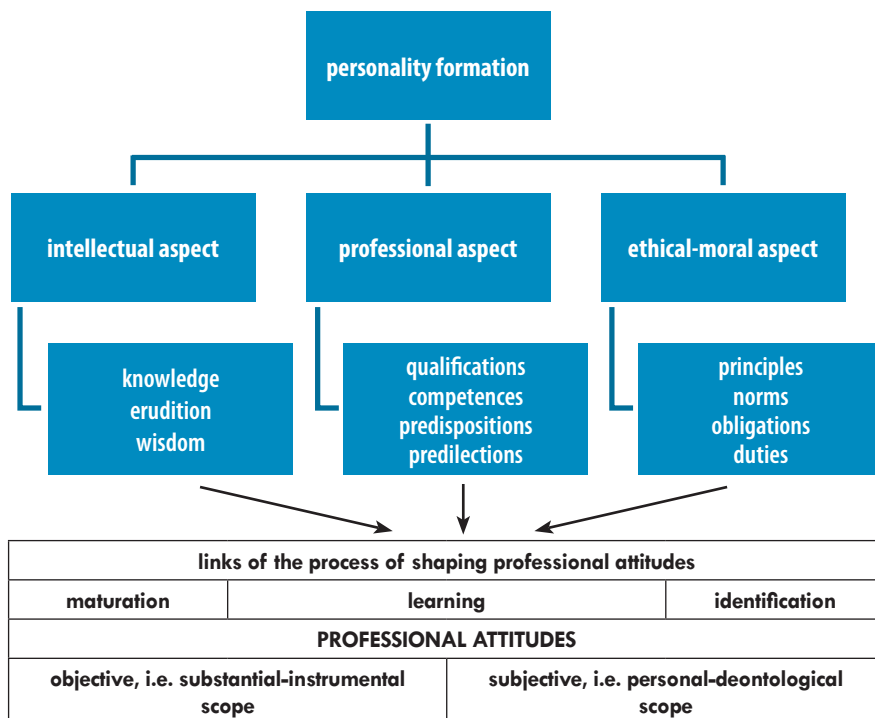 personality formation
intellectual aspect
professional aspect
ethical-moral aspect
knowledge
erudition
wisdom
qualifications
competences
predispositions
predilections
principles
norms
obligations
duties
links of the process of shaping professional attitudes
maturation
learning
identification
PROFESSIONAL ATTITUDES
objective, i.e. substantial-instrumental
scope
subjective, i.e. personal-deontological
scope